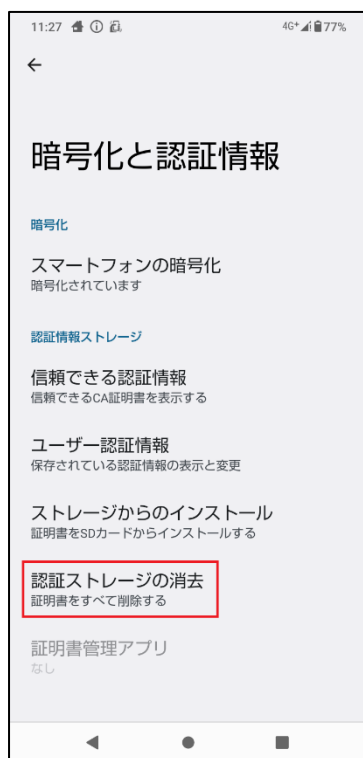 11:27 4G+ 77%
暗号化と認証情報
暗号化
スマートフォンの暗号化
暗号化されています
認証情報ストレージ
信頼できる認証情報
信頼できるCA証明書を表示する
ユーザー認証情報
保存されている認証情報の表示と変更
ストレージからのインストール
証明書をSDカードからインストールする
認証ストレージの消去
証明書をすべて削除する
証明書管理アプリ
なし